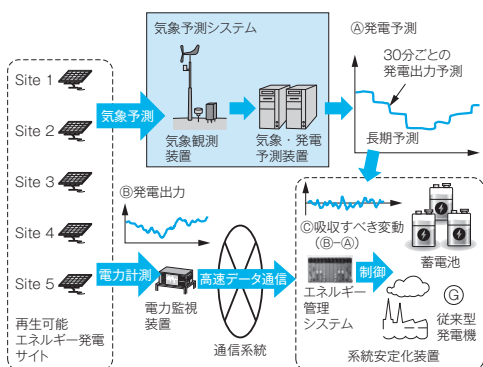 気象予測システム
Ⓐ発電予測
30分ごとの
発電出力予測
長期予測
Site 1
Site 2
Site 3
Site 4
Site 5
気象予測
気象観測
装置
気象・発電
予測装置
Ⓑ発電出力
電力計測
電力監視
装置
高速データ通信
通信系統
Ⓒ吸収すべき変動
(Ⓑ−Ⓐ)
エネルギー
管理
システム
制御
蓄電池
Ⓖ
従来型
発電機
系統安定化装置
再生可能
エネルギー発電
サイト